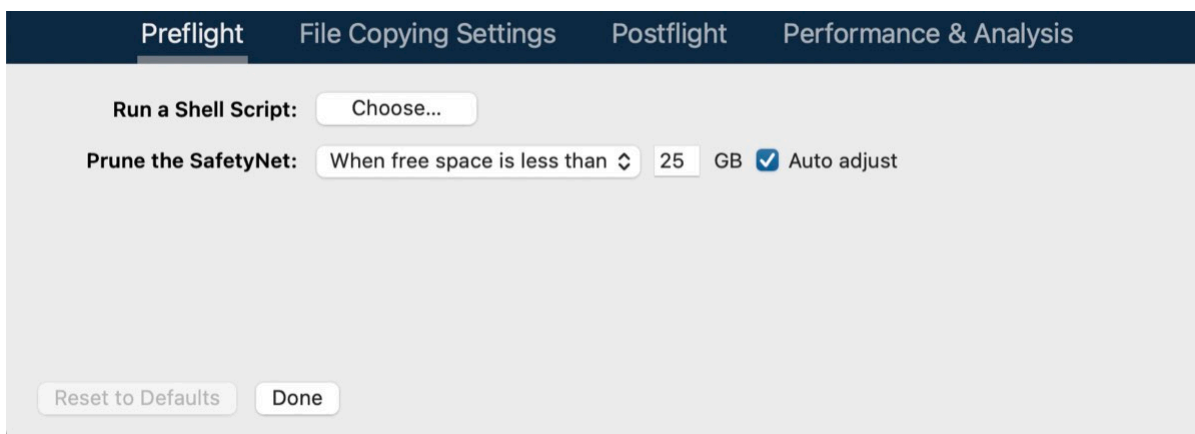 Preflight File Copying Settings Postflight Performance & Analysis
Run a Shell Script: Choose...
Prune the SafetyNet: When free space is less than 25 GB Auto adjust
Reset to Defaults Done